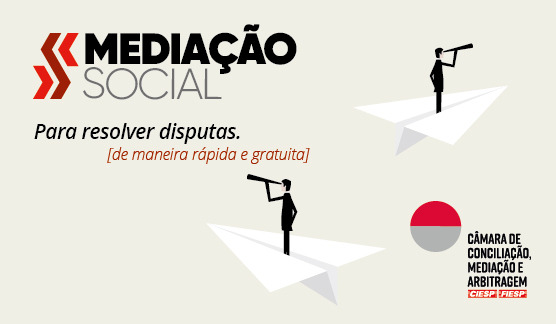 MEDIAÇÃO
SOCIAL
Para resolver disputas.
[de maneira rápida e gratuita]
CÂMARA DE
CONCILIAÇÃO,
MEDIAÇÃO E
ARBITRAGEM
CIESP FIESP